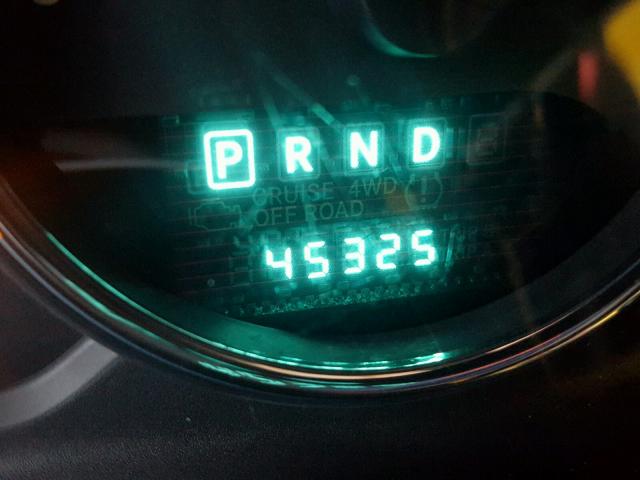 P R N D
CRUISE 4WD
OFF ROAD
45325